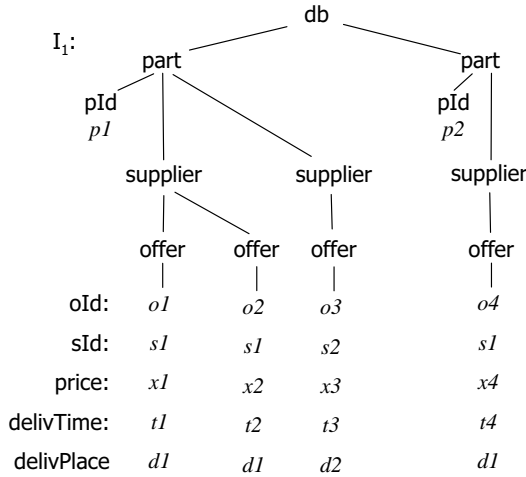 db
I₁:
part part
pId pId
p1 p2
supplier supplier supplier
offer offer offer offer
oId: o1 o2 o3 o4
sId: s1 s1 s2 s1
price: x1 x2 x3 x4
delivTime: t1 t2 t3 t4
delivPlace d1 d1 d2 d1